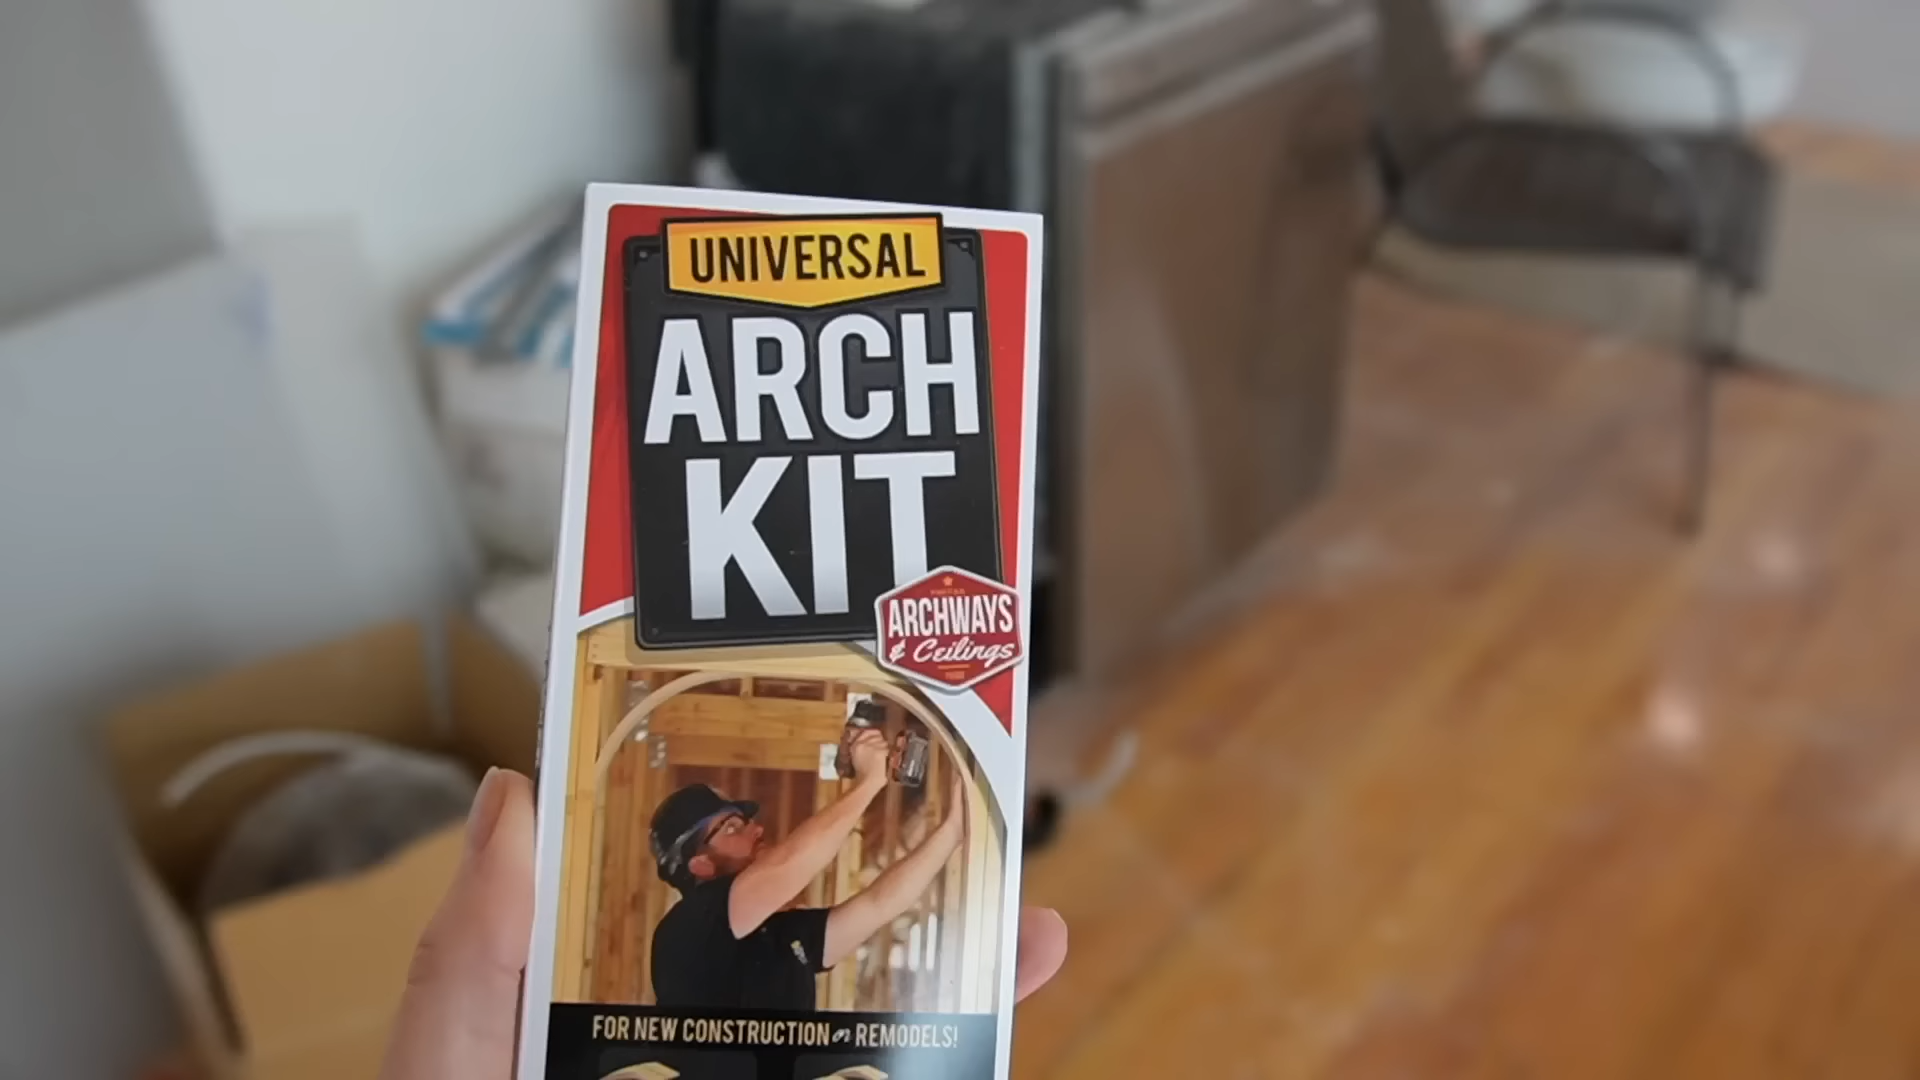 UNIVERSAL
ARCH
KIT
ARCHWAYS
& Ceilings
FOR NEW CONSTRUCTION or REMODELS!